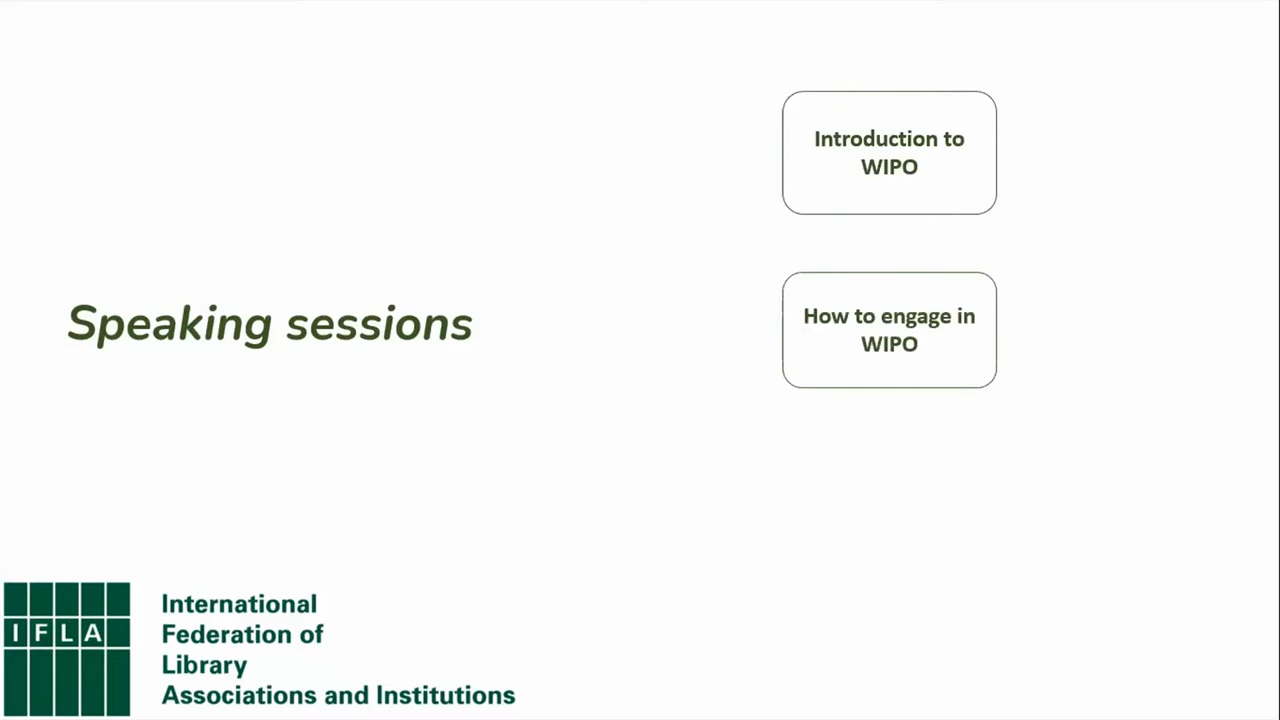 Introduction to
WIPO
Speaking sessions
How to engage in
WIPO
IFLA
International
Federation of
Library
Associations and Institutions